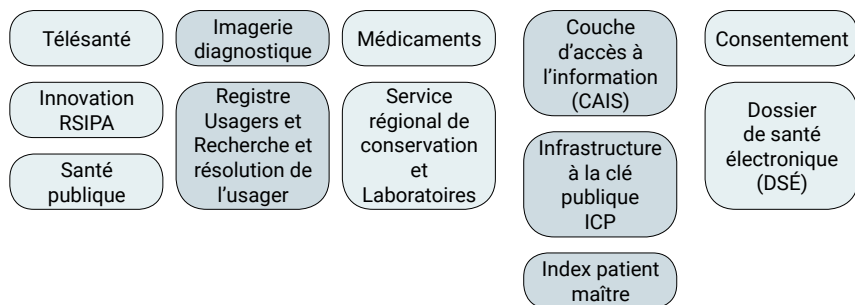 Télésanté
Innovation
RSIPA
Santé
publique
Imagerie
diagnostique
Registre
Usagers et
Recherche et
résolution de
l'usager
Médicaments
Service
régional de
conservation
et
Laboratoires
Couche
d'accès à
l'information
(CAIS)
Infrastructure
à la clé
publique
ICP
Index patient
maître
Consentement
Dossier
de santé
électronique
(DSÉ)